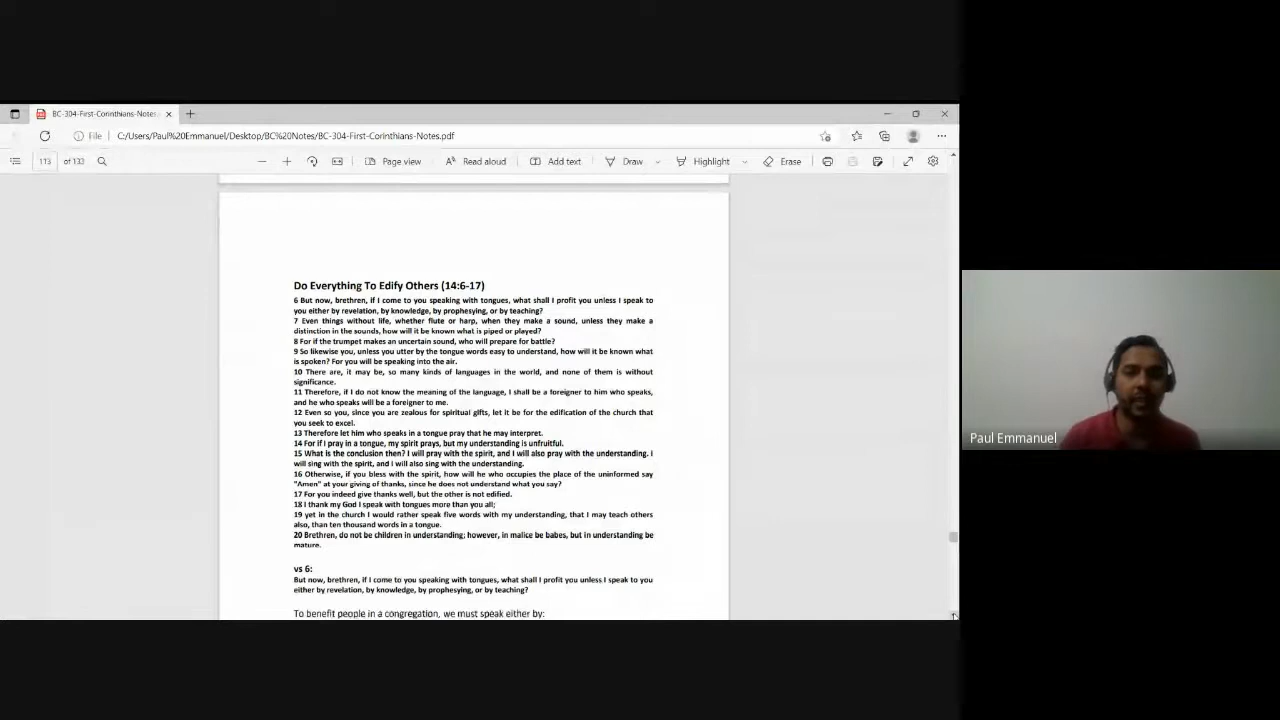 BC-304-First-Corinthians-Notes-
File
C:/Users/Paul%20Emmanuel/Desktop/BC%20Notes/BC-304-First-Corinthians-Notes.pdf
113 of 133
Page view
Read aloud
Add text
Draw
Highlight
Erase
Do Everything To Edify Others (14:6-17)
6 But now, brethren, if I come to you speaking with tongues, what shall I profit you unless I speak to
you either by revelation, by knowledge, by prophesying, or by teaching?
7 Even things without life, whether flute or harp, when they make a sound, unless they make a
distinction in the sounds, how will it be known what is piped or played?
8 For if the trumpet makes an uncertain sound, who will prepare for battle?
9 So likewise you, unless you utter by the tongue words easy to understand, how will it be known what
is spoken? For you will be speaking into the air.
10 There are, it may be, so many kinds of languages in the world, and none of them is without
significance.
11 Therefore, if I do not know the meaning of the language, I shall be a foreigner to him who speaks,
and he who speaks will be a foreigner to me.
12 Even so you, since you are zealous for spiritual gifts, let it be for the edification of the church that
you seek to excel.
13 Therefore let him who speaks in a tongue pray that he may interpret.
14 For if I pray in a tongue, my spirit prays, but my understanding is unfruitful.
15 What is the conclusion then? I will pray with the spirit, and I will also pray with the understanding. I
will sing with the spirit, and I will also sing with the understanding.
16 Otherwise, if you bless with the spirit, how will he who occupies the place of the uninformed say
"Amen" at your giving of thanks, since he does not understand what you say?
17 For you indeed give thanks well, but the other is not edified.
18 I thank my God I speak with tongues more than you all;
19 yet in the church I would rather speak five words with my understanding, that I may teach others
also, than ten thousand words in a tongue.
20 Brethren, do not be children in understanding; however, in malice be babes, but in understanding be
mature.
vs 6:
But now, brethren, if I come to you speaking with tongues, what shall I profit you unless I speak to you
either by revelation, by knowledge, by prophesying, or by teaching?
To benefit people in a congregation, we must speak either by:
Paul Emmanuel